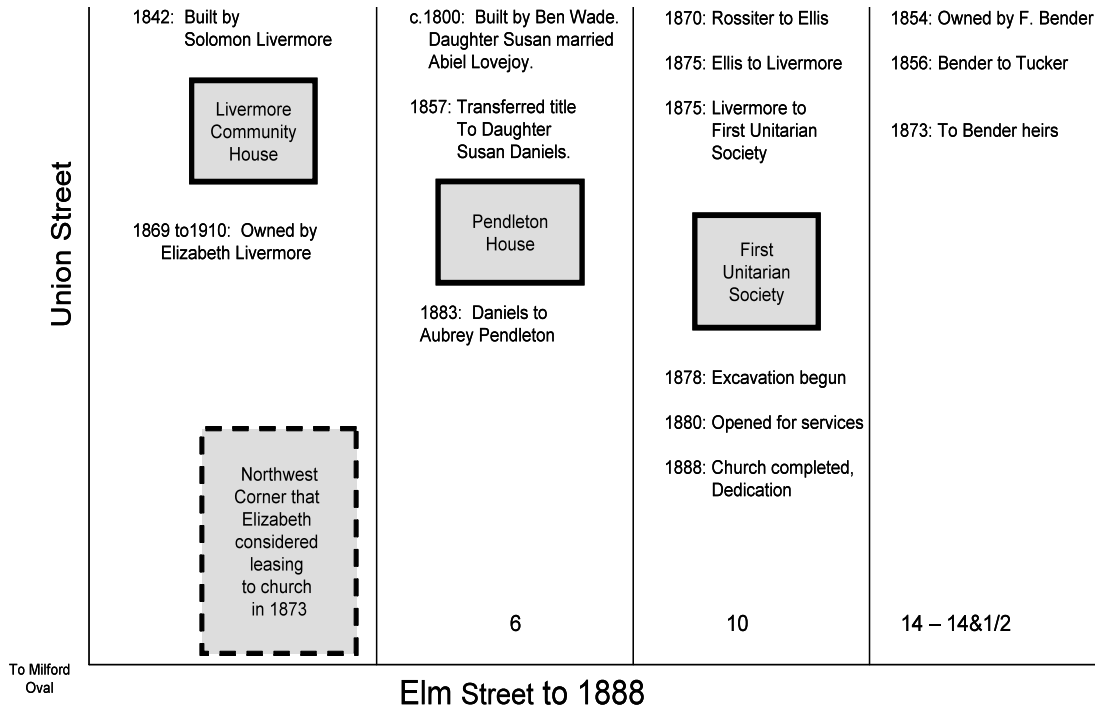 1842: Built by
Solomon Livermore
Livermore
Community
House
1869 to1910: Owned by
Elizabeth Livermore
Northwest
Corner that
Elizabeth
considered
leasing
to church
in 1873
c.1800: Built by Ben Wade.
Daughter Susan married
Abiel Lovejoy.
1857: Transferred title
To Daughter
Susan Daniels.
Pendleton
House
1883: Daniels to
Aubrey Pendleton
6
1870: Rossiter to Ellis
1875: Ellis to Livermore
1875: Livermore to
First Unitarian
Society
First
Unitarian
Society
1878: Excavation begun
1880: Opened for services
1888: Church completed,
Dedication
10
1854: Owned by F. Bender
1856: Bender to Tucker
1873: To Bender heirs
14 – 14&1/2
Union Street
To Milford
Oval
Elm Street to 1888